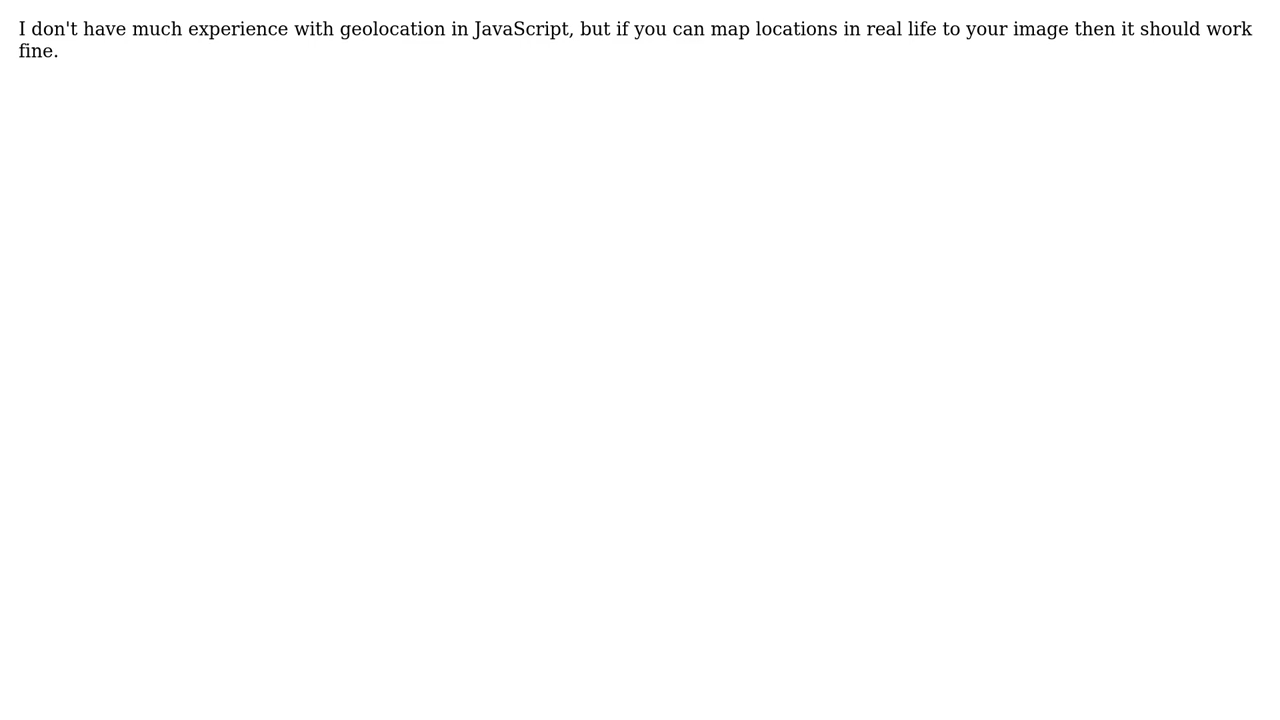 I don't have much experience with geolocation in JavaScript, but if you can map locations in real life to your image then it should work
fine.